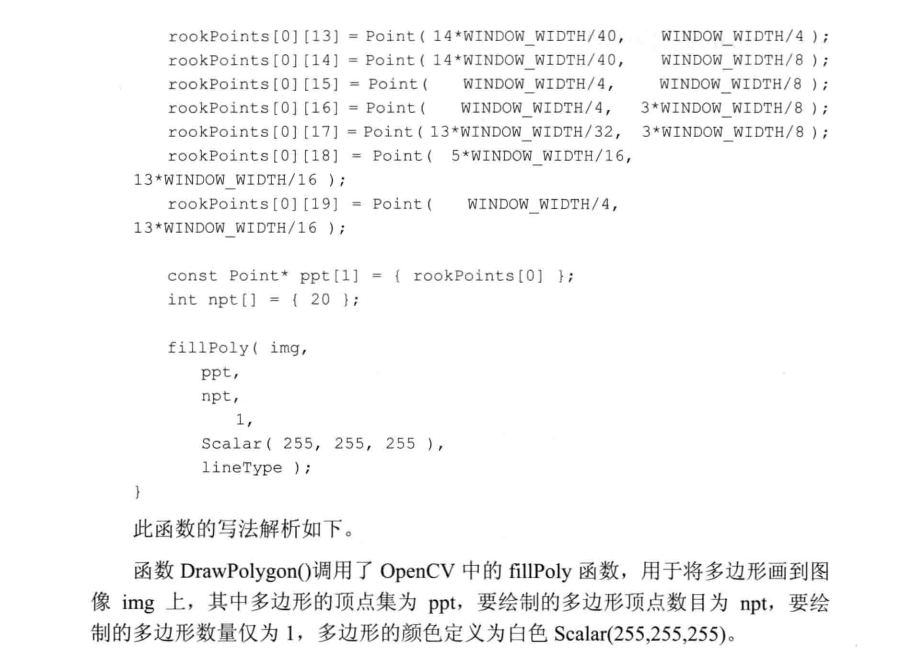 rookPoints[0][13] = Point( 14*WINDOW_WIDTH/40,    WINDOW_WIDTH/4 );
rookPoints[0][14] = Point( 14*WINDOW_WIDTH/40,    WINDOW_WIDTH/8 );
rookPoints[0][15] = Point(    WINDOW_WIDTH/4,    WINDOW_WIDTH/8 );
rookPoints[0][16] = Point(    WINDOW_WIDTH/4,  3*WINDOW_WIDTH/8 );
rookPoints[0][17] = Point( 13*WINDOW_WIDTH/32,  3*WINDOW_WIDTH/8 );
rookPoints[0][18] = Point(  5*WINDOW_WIDTH/16,
13*WINDOW_WIDTH/16 );
rookPoints[0][19] = Point(    WINDOW_WIDTH/4,
13*WINDOW_WIDTH/16 );
const Point* ppt[1] = { rookPoints[0] };
int npt[] = { 20 };
fillPoly( img,
ppt,
npt,
1,
Scalar( 255, 255, 255 ),
lineType );
}
此函数的写法解析如下。
函数 DrawPolygon()调用了 OpenCV 中的 fillPoly 函数，用于将多边形画到图
像 img 上，其中多边形的顶点集为 ppt，要绘制的多边形顶点数目为 npt，要绘
制的多边形数量仅为 1，多边形的颜色定义为白色 Scalar(255,255,255)。